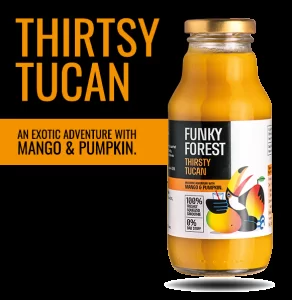 THIRTSY
TUCAN
AN EXOTIC ADVENTURE WITH
MANGO & PUMPKIN.
FUNKY
FOREST
THIRSTY
TUCAN
MANGO & PUMPKIN.
100%
0%